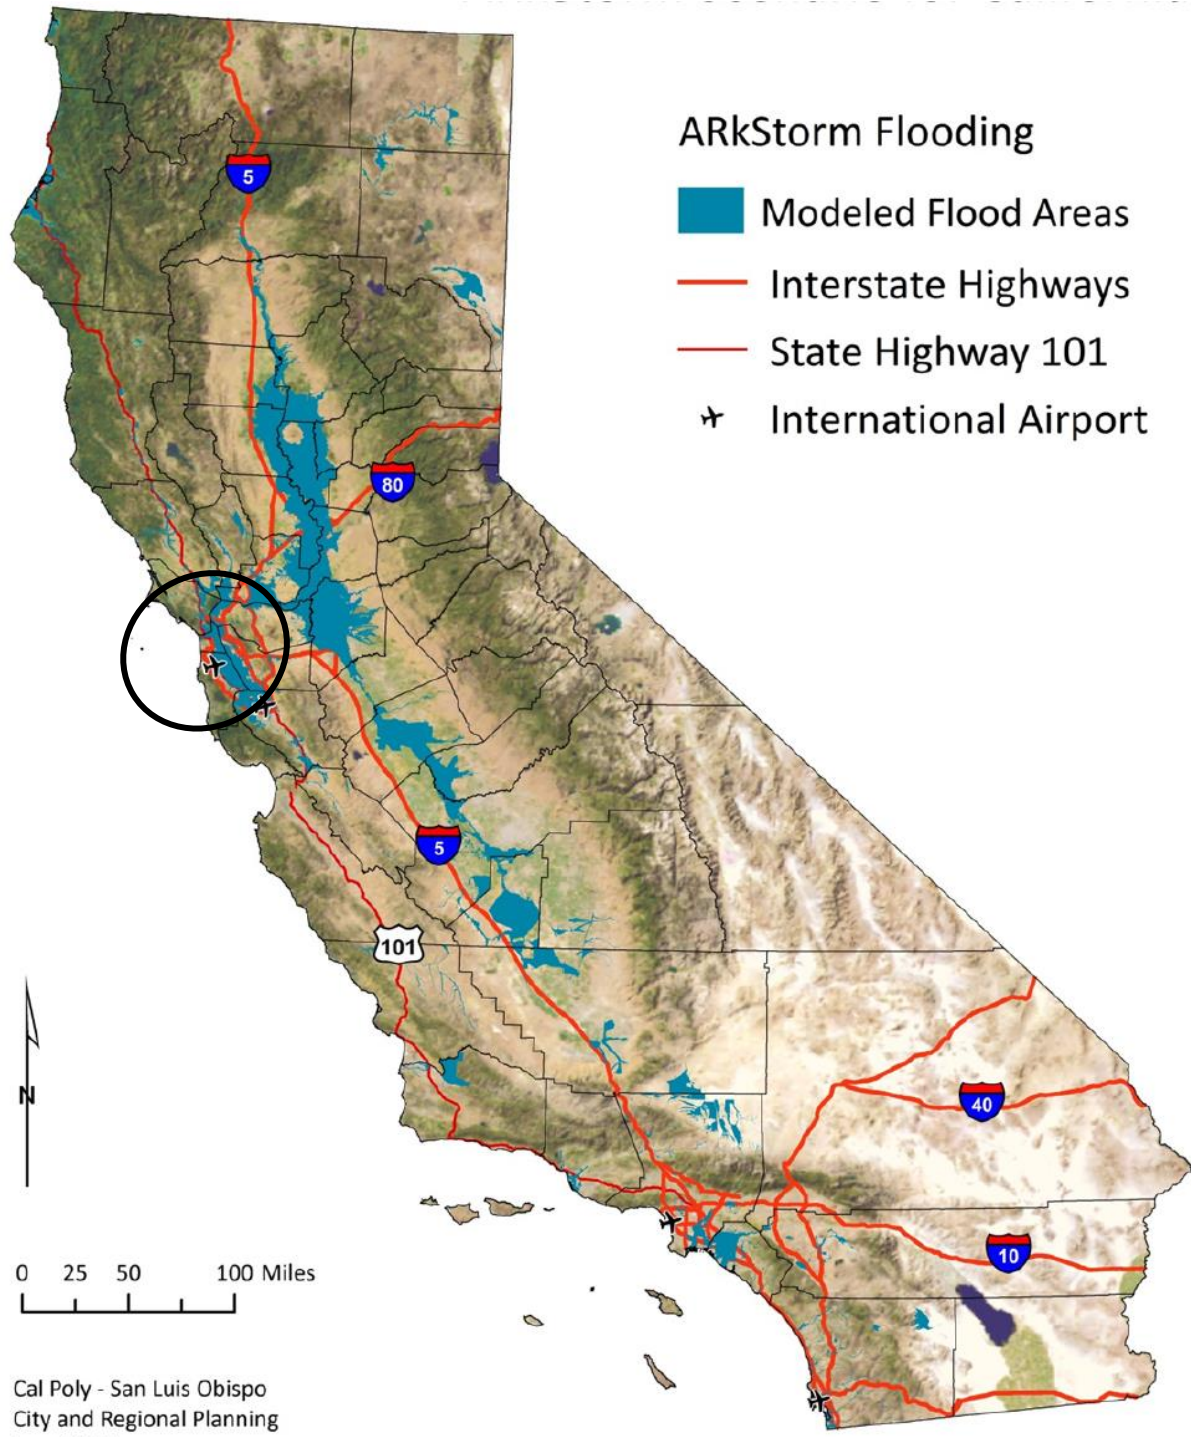 ARkStorm Flooding
Modeled Flood Areas
Interstate Highways
State Highway 101
International Airport
5
80
5
101
40
10
N
0 25 50 100 Miles
Cal Poly - San Luis Obispo
City and Regional Planning